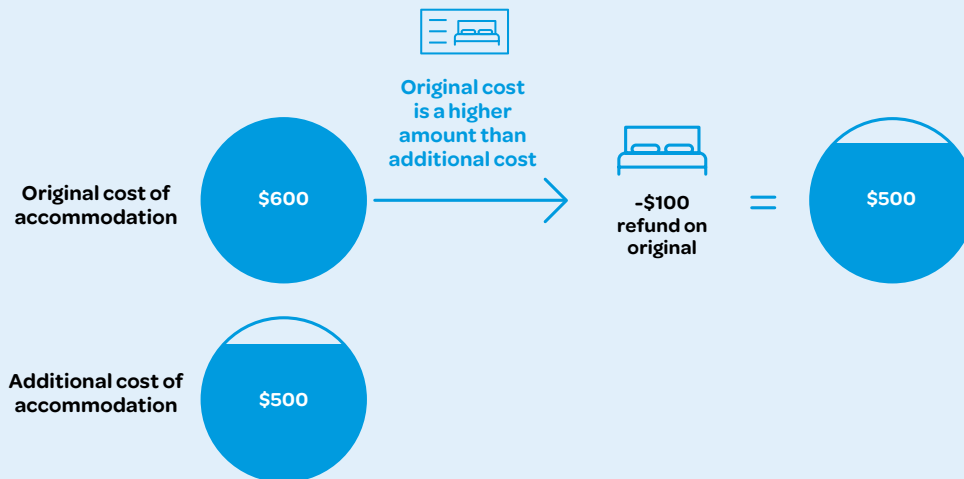 Original cost
is a higher
amount than
additional cost
Original cost of
accommodation
$600
-$100
refund on
original
=
$500
Additional cost of
accommodation
$500